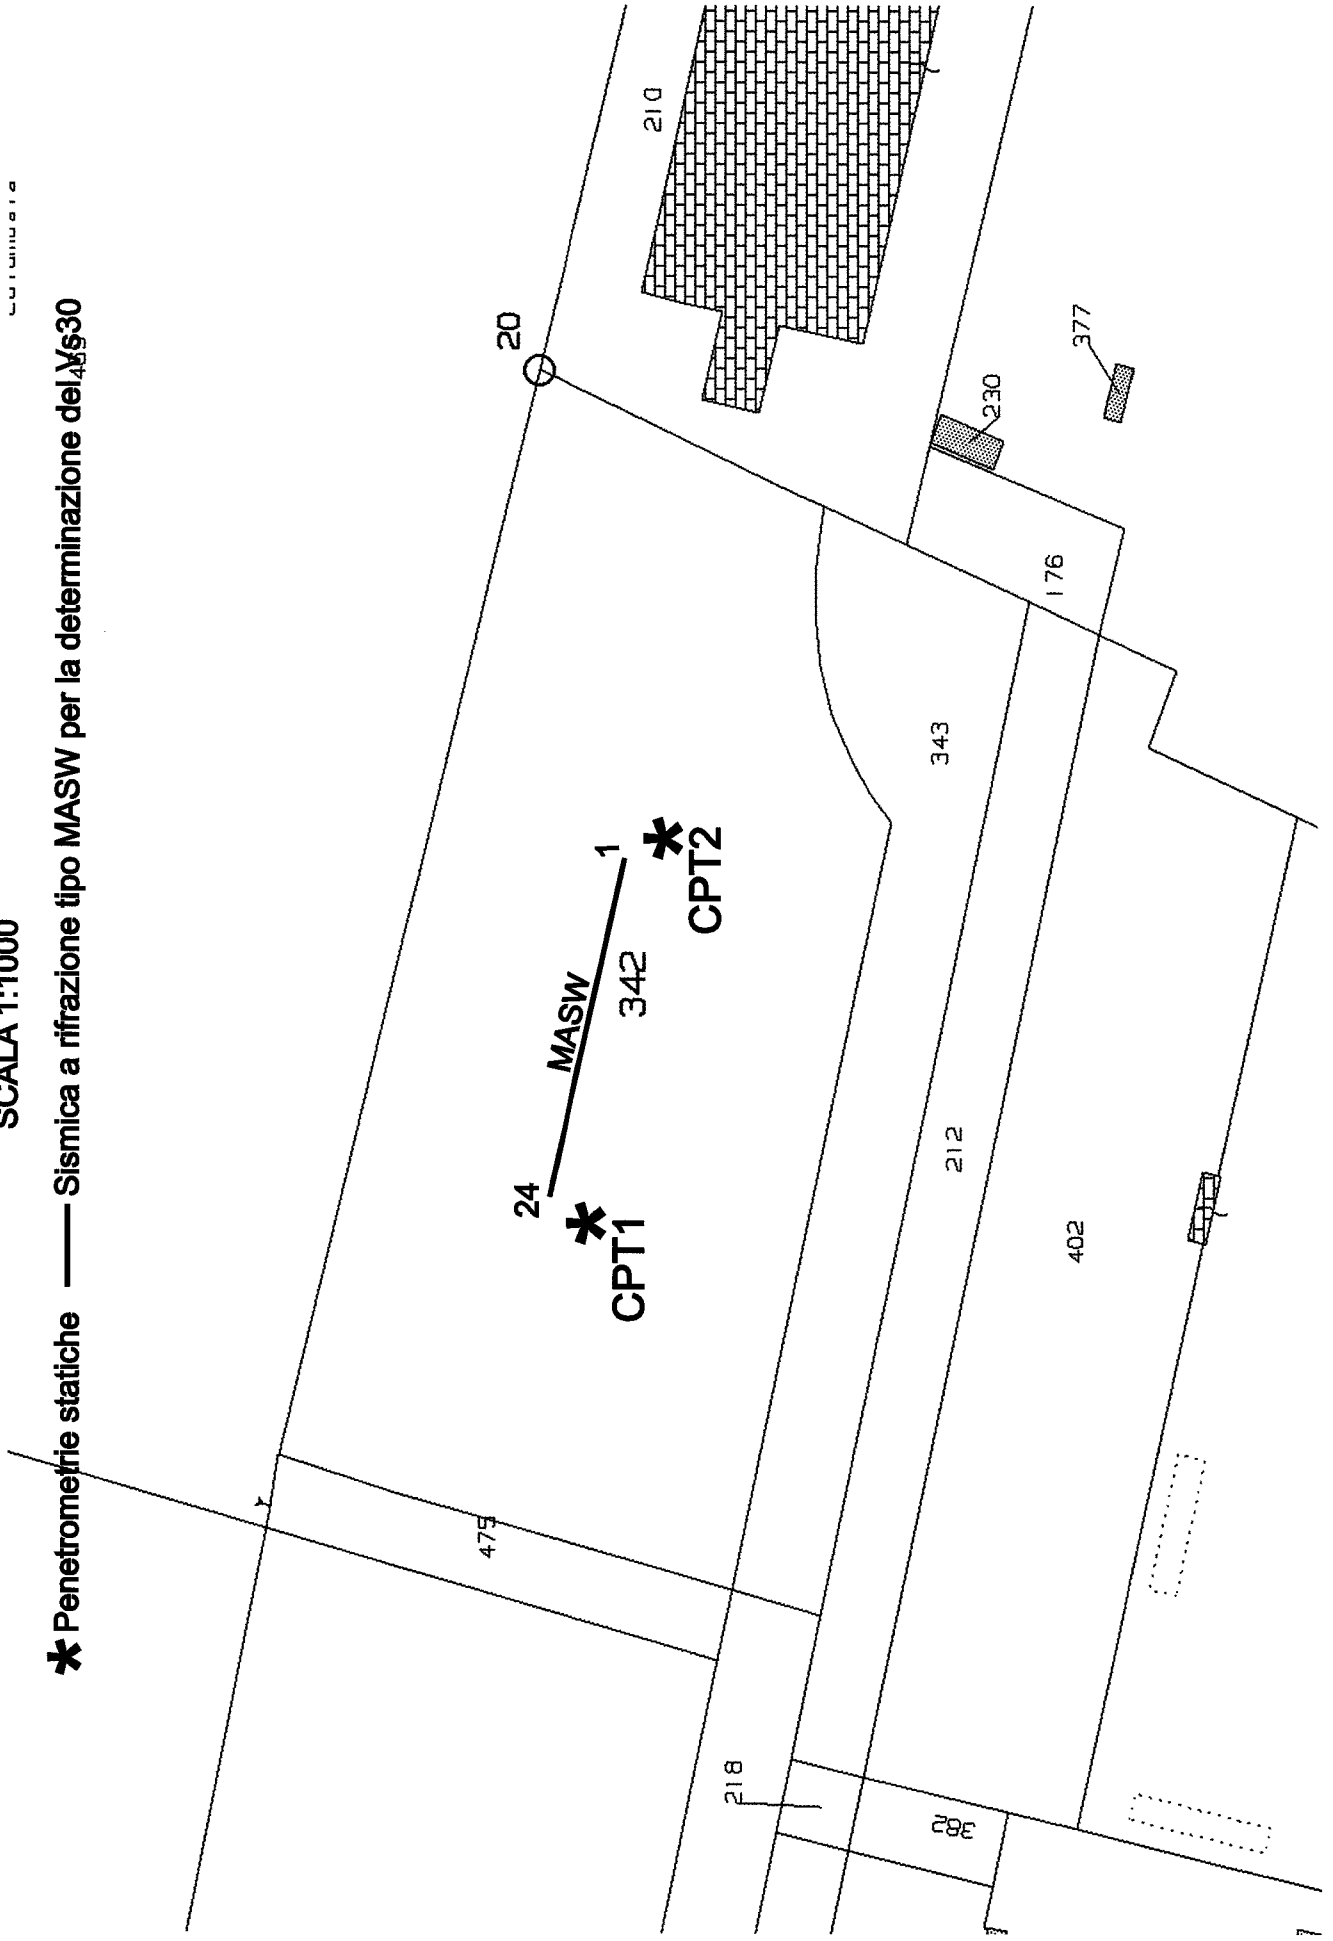 SCALA 1:1000
* Penetrometrie statiche —— Sismica a rifrazione tipo MASW per la determinazione del Vs30
20
210
475
24
MASW
1
342
CPT1
CPT2
377
230
176
343
212
402
218
382